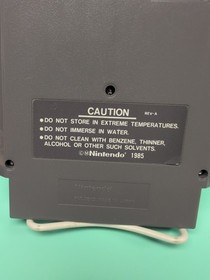 CAUTION
REV-A
•DO NOT STORE IN EXTREME TEMPERATURES.
•DO NOT IMMERSE IN WATER.
•DO NOT CLEAN WITH BENZENE, THINNER,
ALCOHOL OR OTHER SUCH SOLVENTS.
©Nintendo 1985